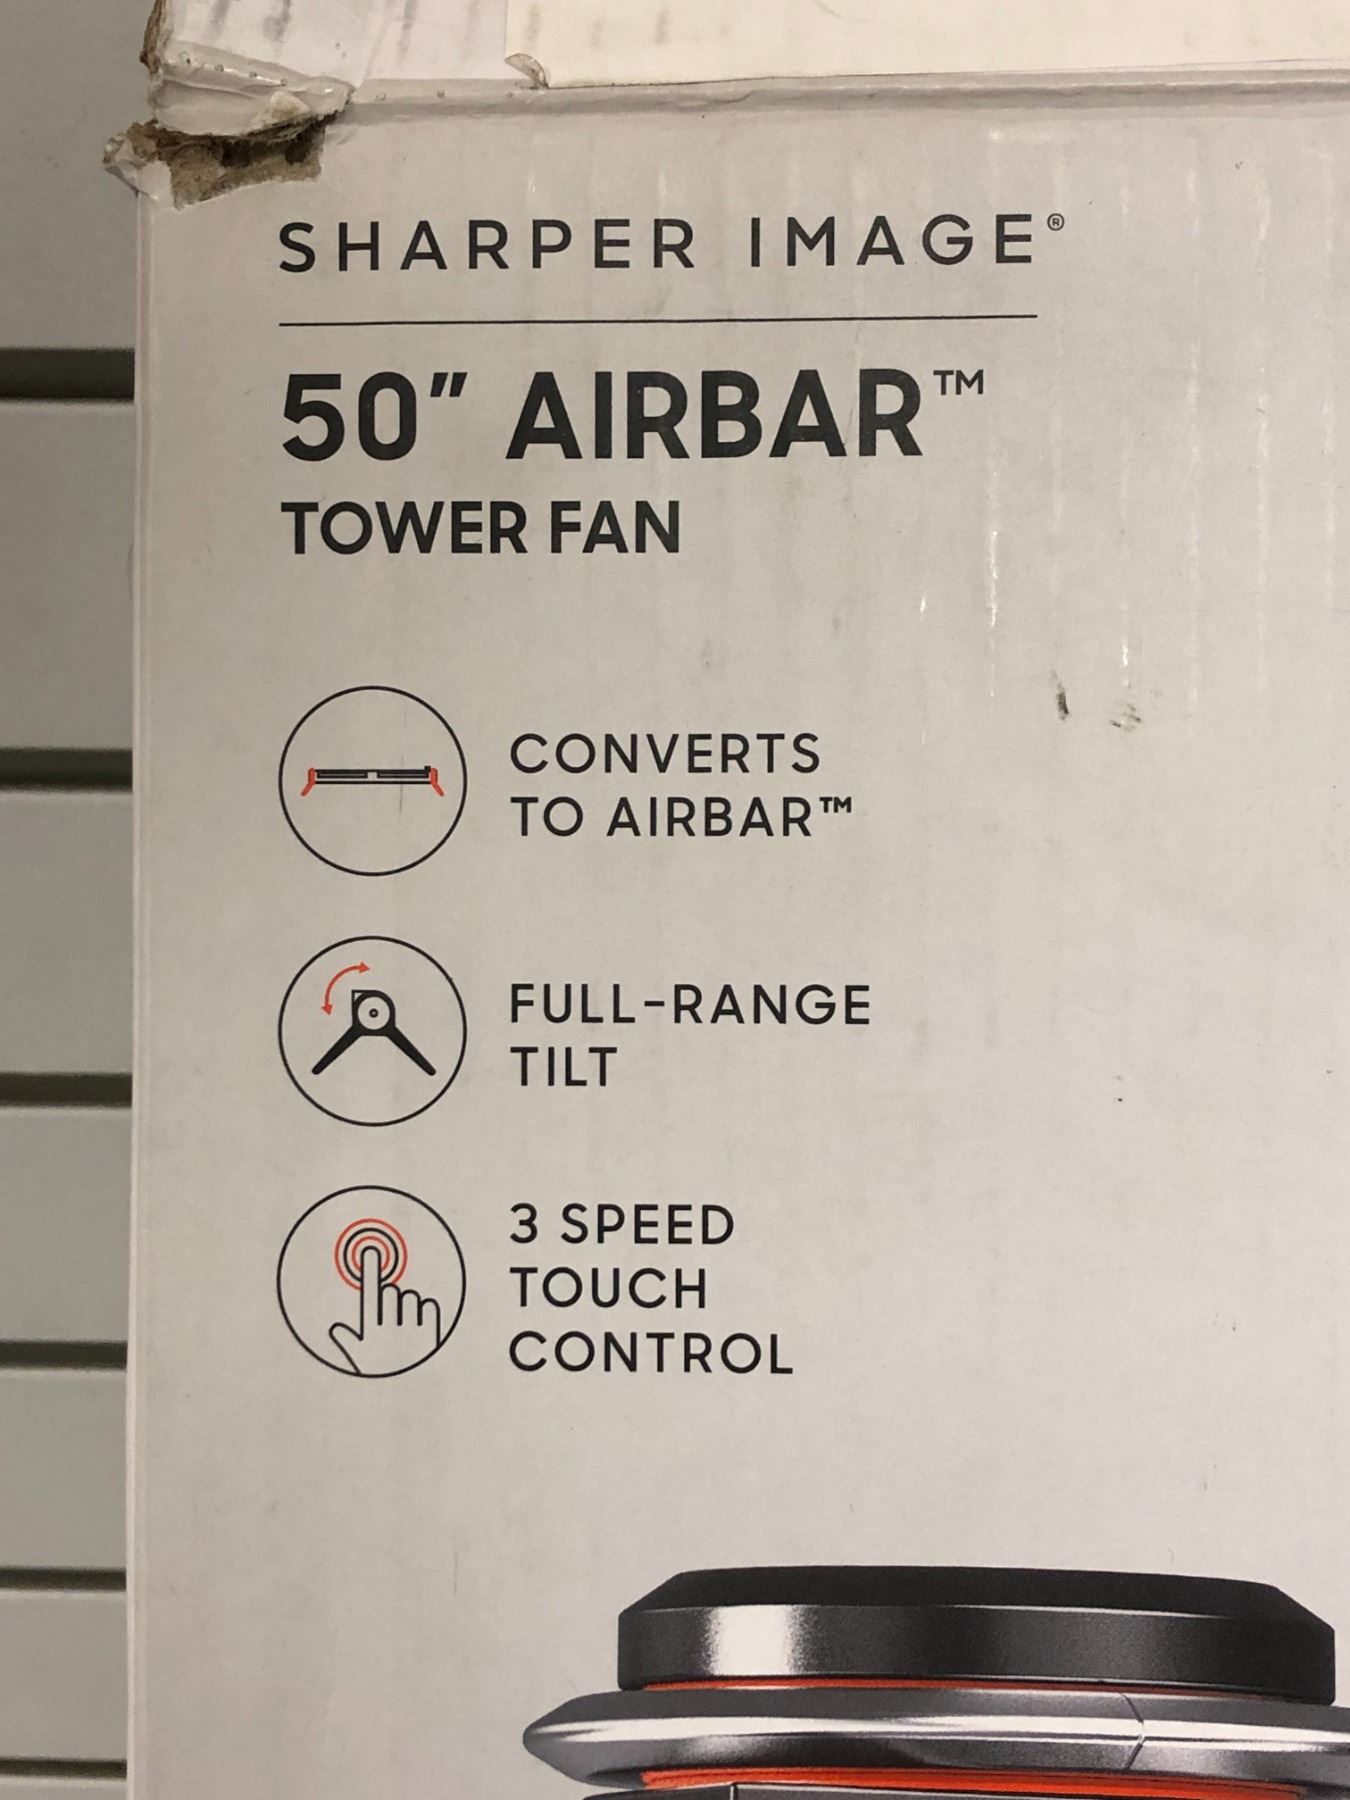 SHARPER IMAGE®
50" AIRBAR™
TOWER FAN
CONVERTS
TO AIRBAR™
FULL-RANGE
TILT
3 SPEED
TOUCH
CONTROL